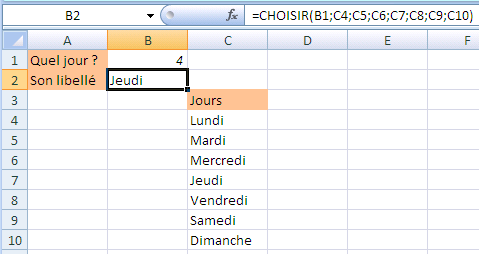 B2 fx =CHOISIR(B1;C4;C5;C6;C7;C8;C9;C10)
A B C D E F
1 Quel jour ? 4
2 Son libellé Jeudi
3 Jours
4 Lundi
5 Mardi
6 Mercredi
7 Jeudi
8 Vendredi
9 Samedi
10 Dimanche